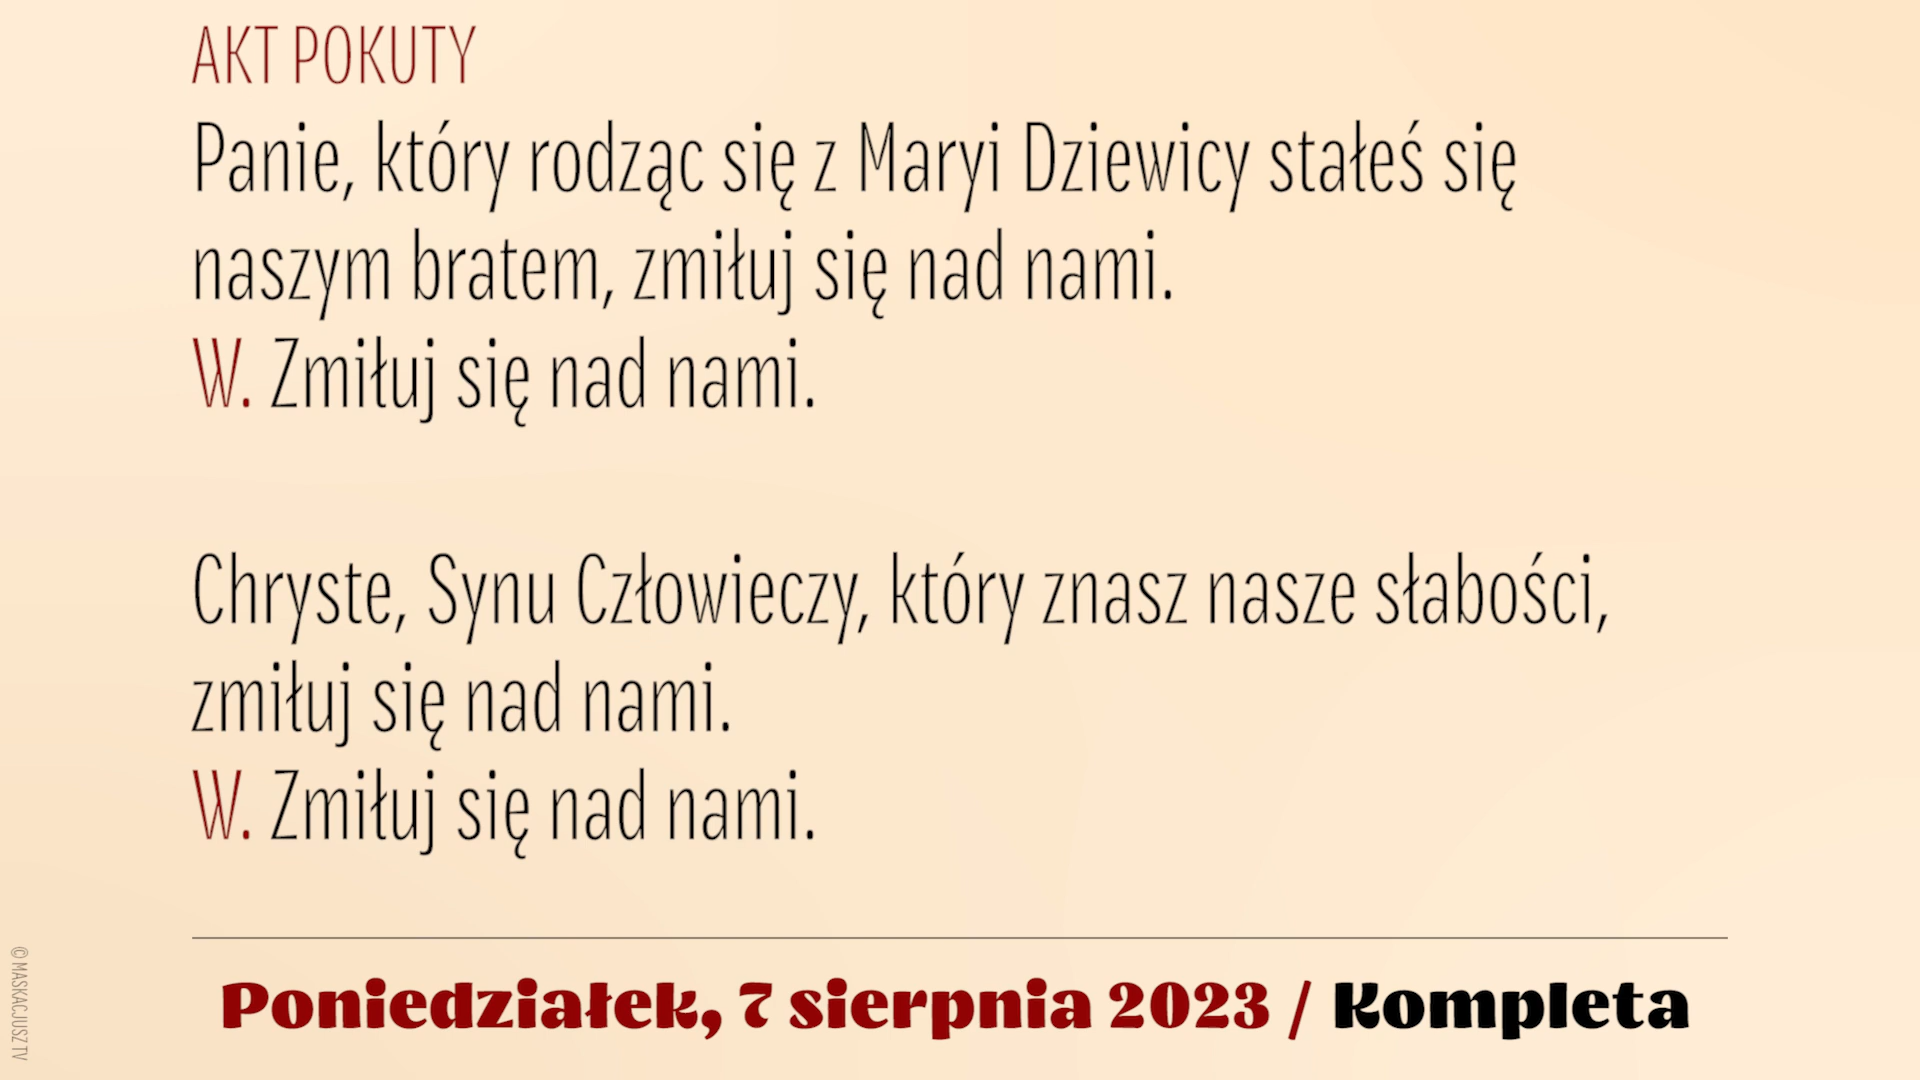 AKT POKUTY
Panie, który rodząc się z Maryi Dziewicy stałeś się
naszym bratem, zmiłuj się nad nami.
W. Zmiłuj się nad nami.
Chryste, Synu Człowieczy, który znasz nasze słabości,
zmiłuj się nad nami.
W. Zmiłuj się nad nami.
Poniedziałek, 7 sierpnia 2023 / Kompleta
© MASKACJUSZ TV